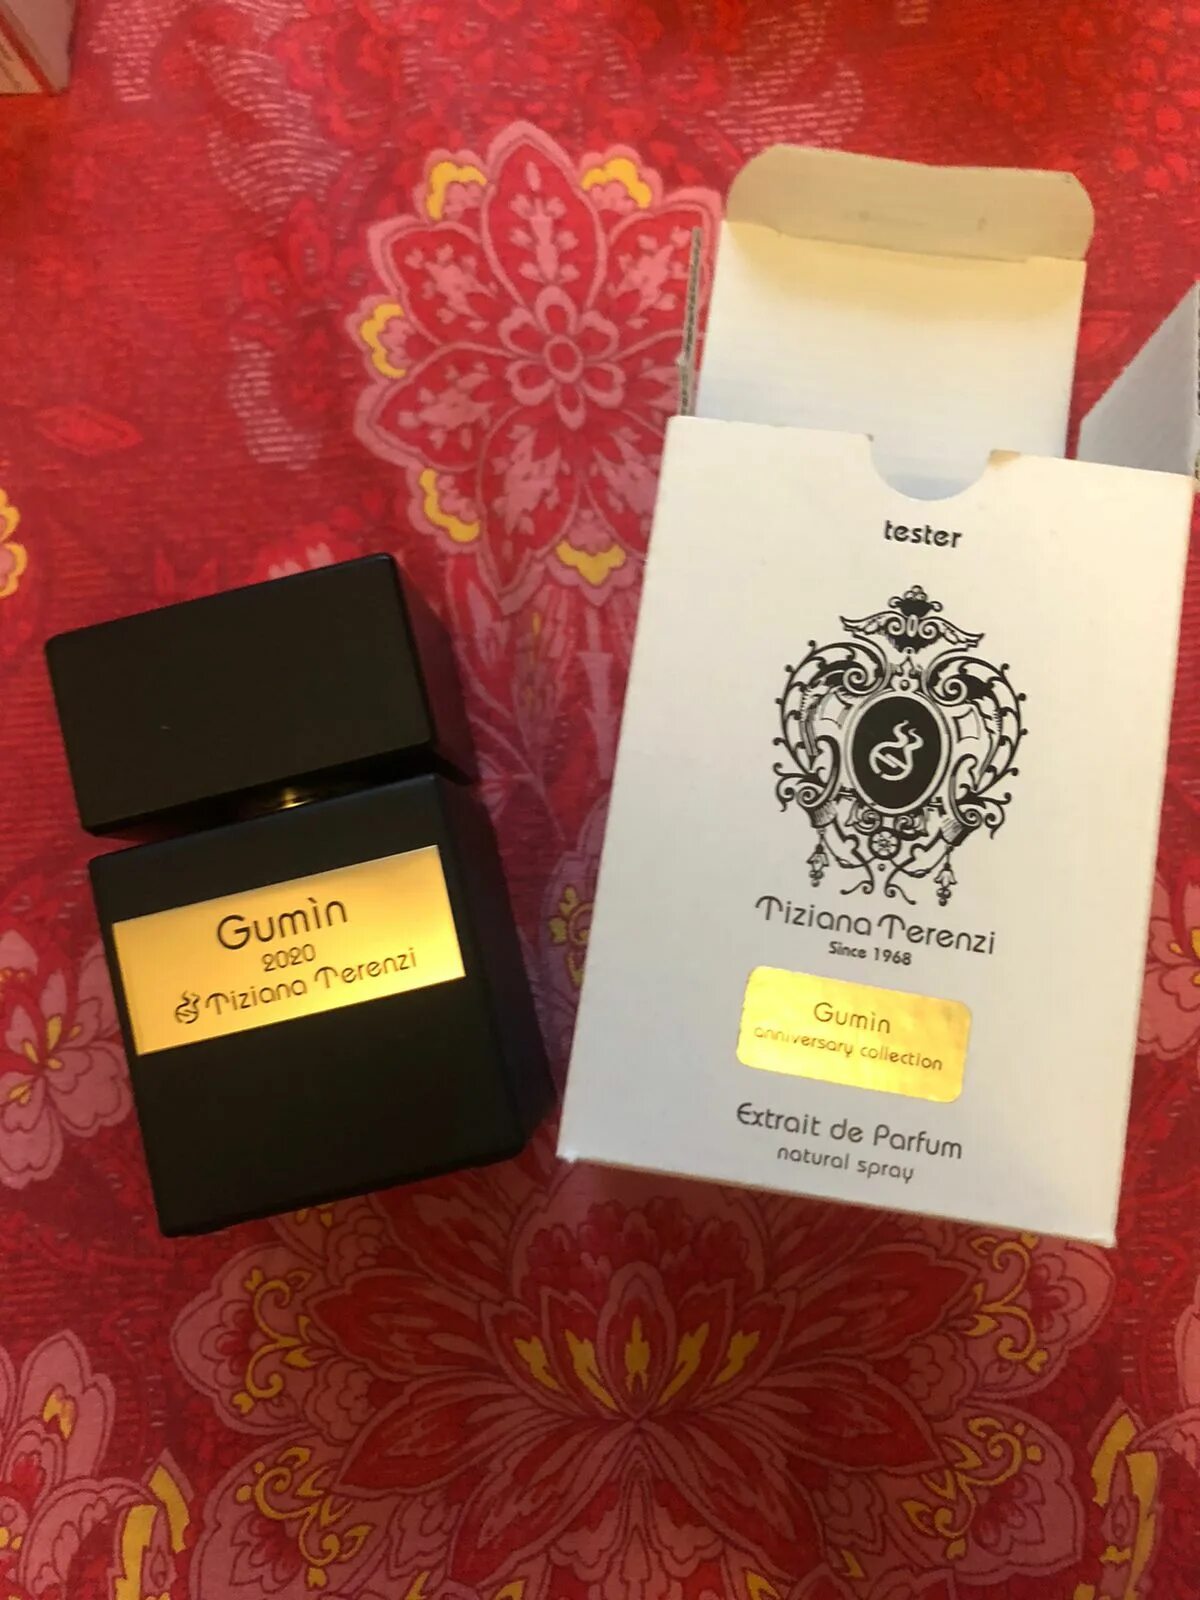 Gumìn
2020
Tiziana Terenzi
tester
Tiziana Terenzi
Since 1968
Gumìn
anniversary collection
Extrait de Parfum
natural spray